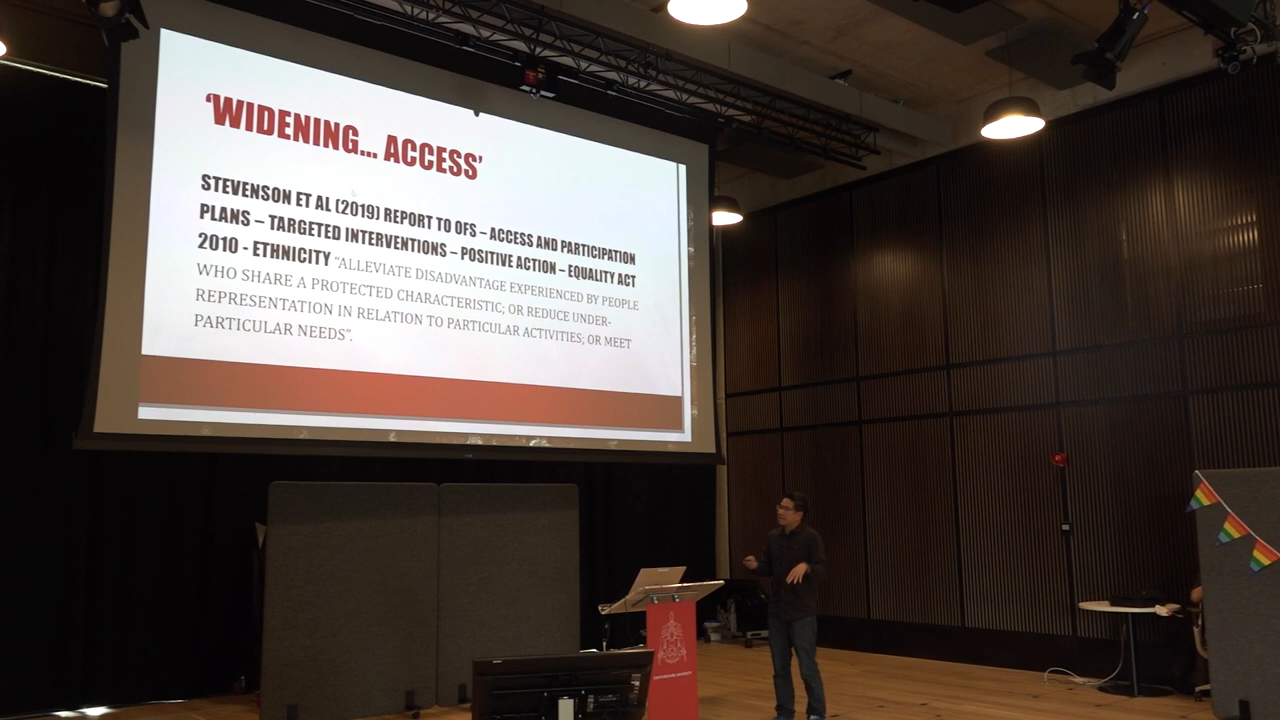 ‘WIDENING... ACCESS’
STEVENSON ET AL (2019) REPORT TO OFS – ACCESS AND PARTICIPATION
PLANS – TARGETED INTERVENTIONS – POSITIVE ACTION – EQUALITY ACT
2010 - ETHNICITY “ALLEVIATE DISADVANTAGE EXPERIENCED BY PEOPLE
WHO SHARE A PROTECTED CHARACTERISTIC; OR REDUCE UNDER-
REPRESENTATION IN RELATION TO PARTICULAR ACTIVITIES; OR MEET
PARTICULAR NEEDS”.